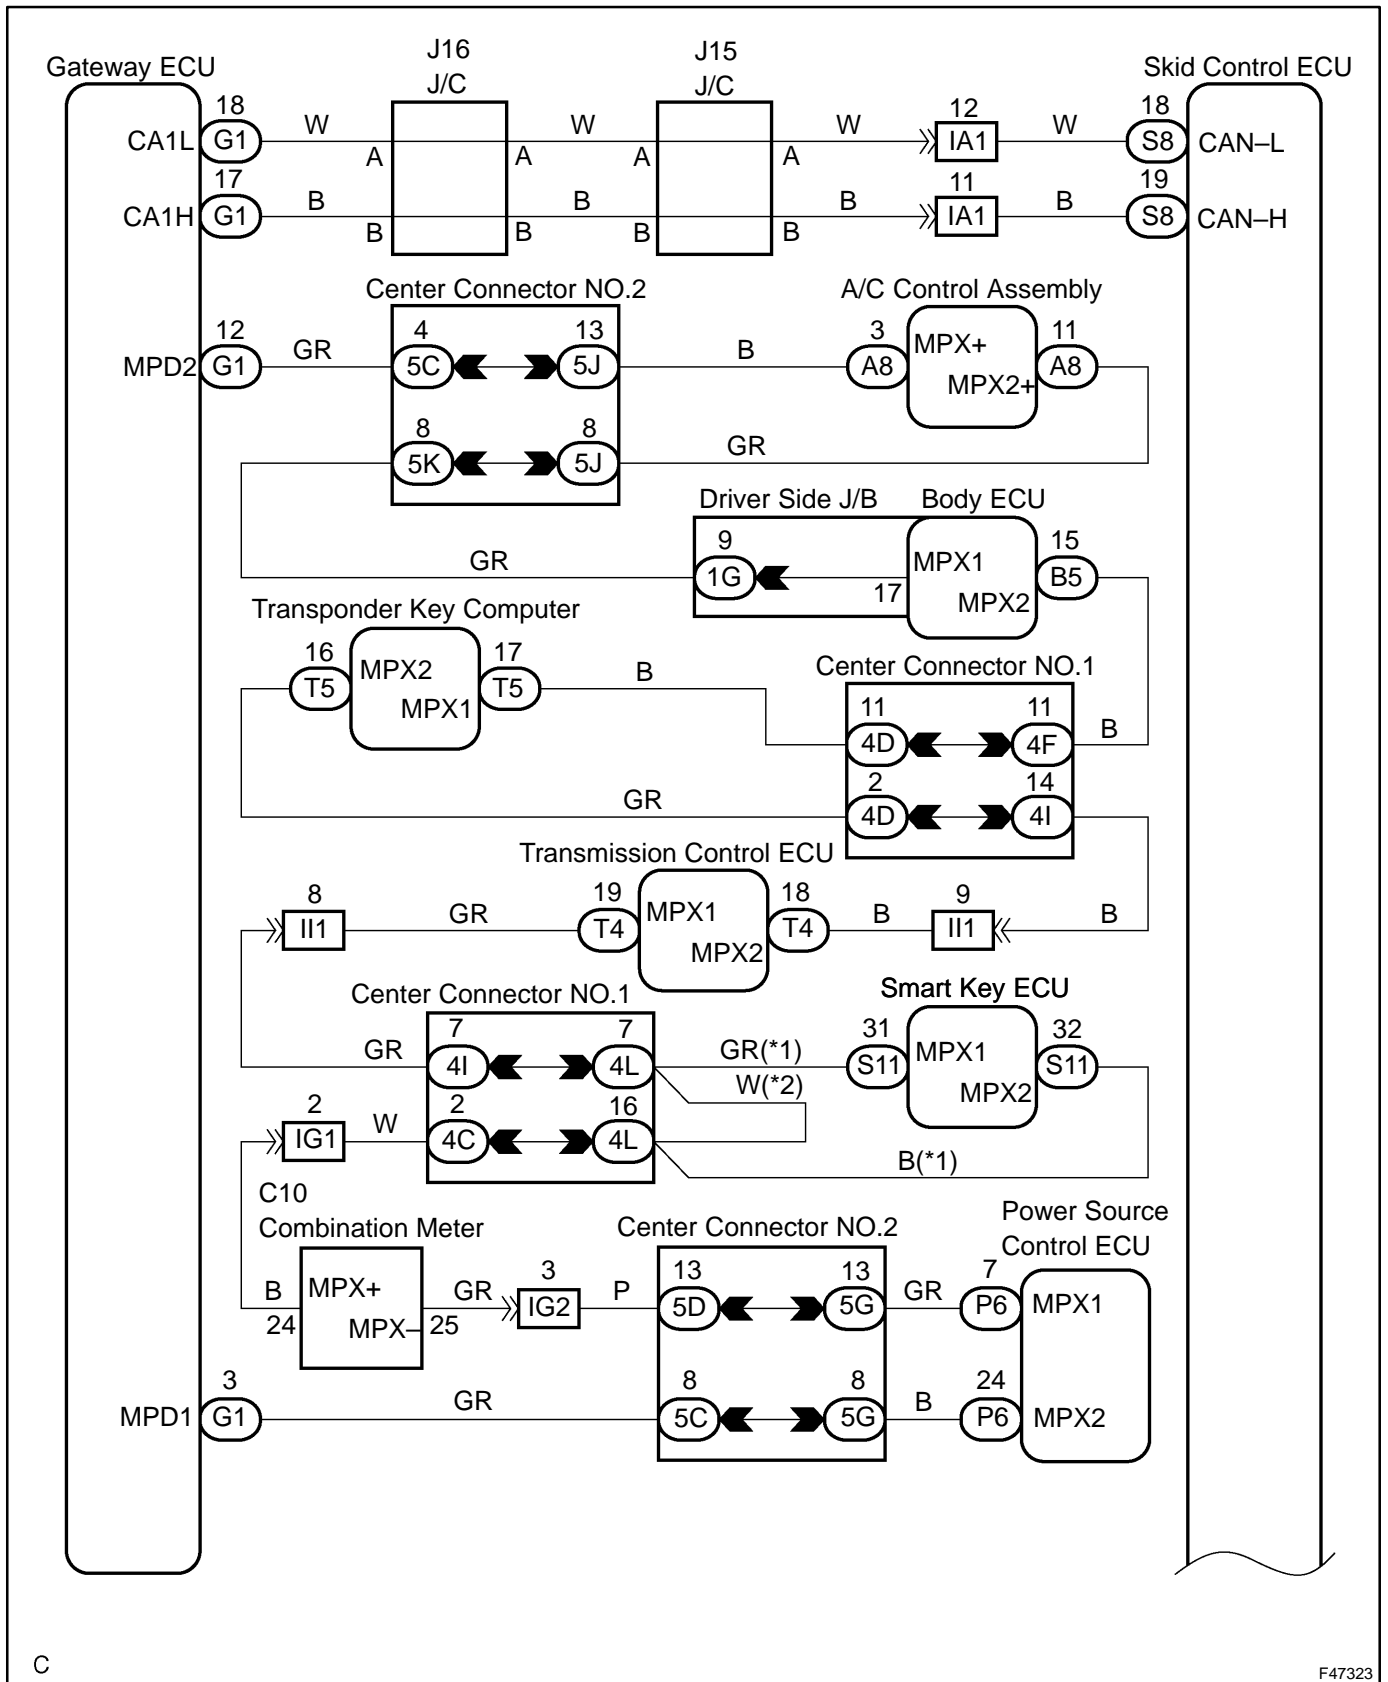 J16
J/C
J15
J/C
Gateway ECU
Skid Control ECU
18
12
18
CA1L
G1
W
A
A
W
A
A
W
IA1
W
S8
CAN–L
17
11
19
CA1H
G1
B
B
B
B
B
B
B
IA1
B
S8
CAN–H
Center Connector NO.2
A/C Control Assembly
12
4
13
3
11
MPD2
G1
GR
5C
5J
B
A8
MPX+
MPX2+
A8
8
8
5K
5J
GR
Driver Side J/B
Body ECU
9
15
GR
1G
17
MPX1
MPX2
B5
Transponder Key Computer
16
17
T5
MPX2
MPX1
T5
B
Center Connector NO.1
11
11
4D
4F
B
2
14
GR
4D
4I
Transmission Control ECU
8
19
18
9
II1
GR
T4
MPX1
MPX2
T4
B
II1
B
Center Connector NO.1
Smart Key ECU
7
7
31
32
GR
4I
4L
GR(*1)
S11
MPX1
MPX2
S11
W(*2)
2
2
16
IG1
W
4C
4L
B(*1)
C10
Combination Meter
Center Connector NO.2
Power Source
Control ECU
3
13
13
7
B
24
MPX+
MPX–
GR
25
IG2
P
5D
5G
GR
P6
MPX1
3
8
8
24
MPD1
G1
GR
5C
5G
B
P6
MPX2
C
F47323